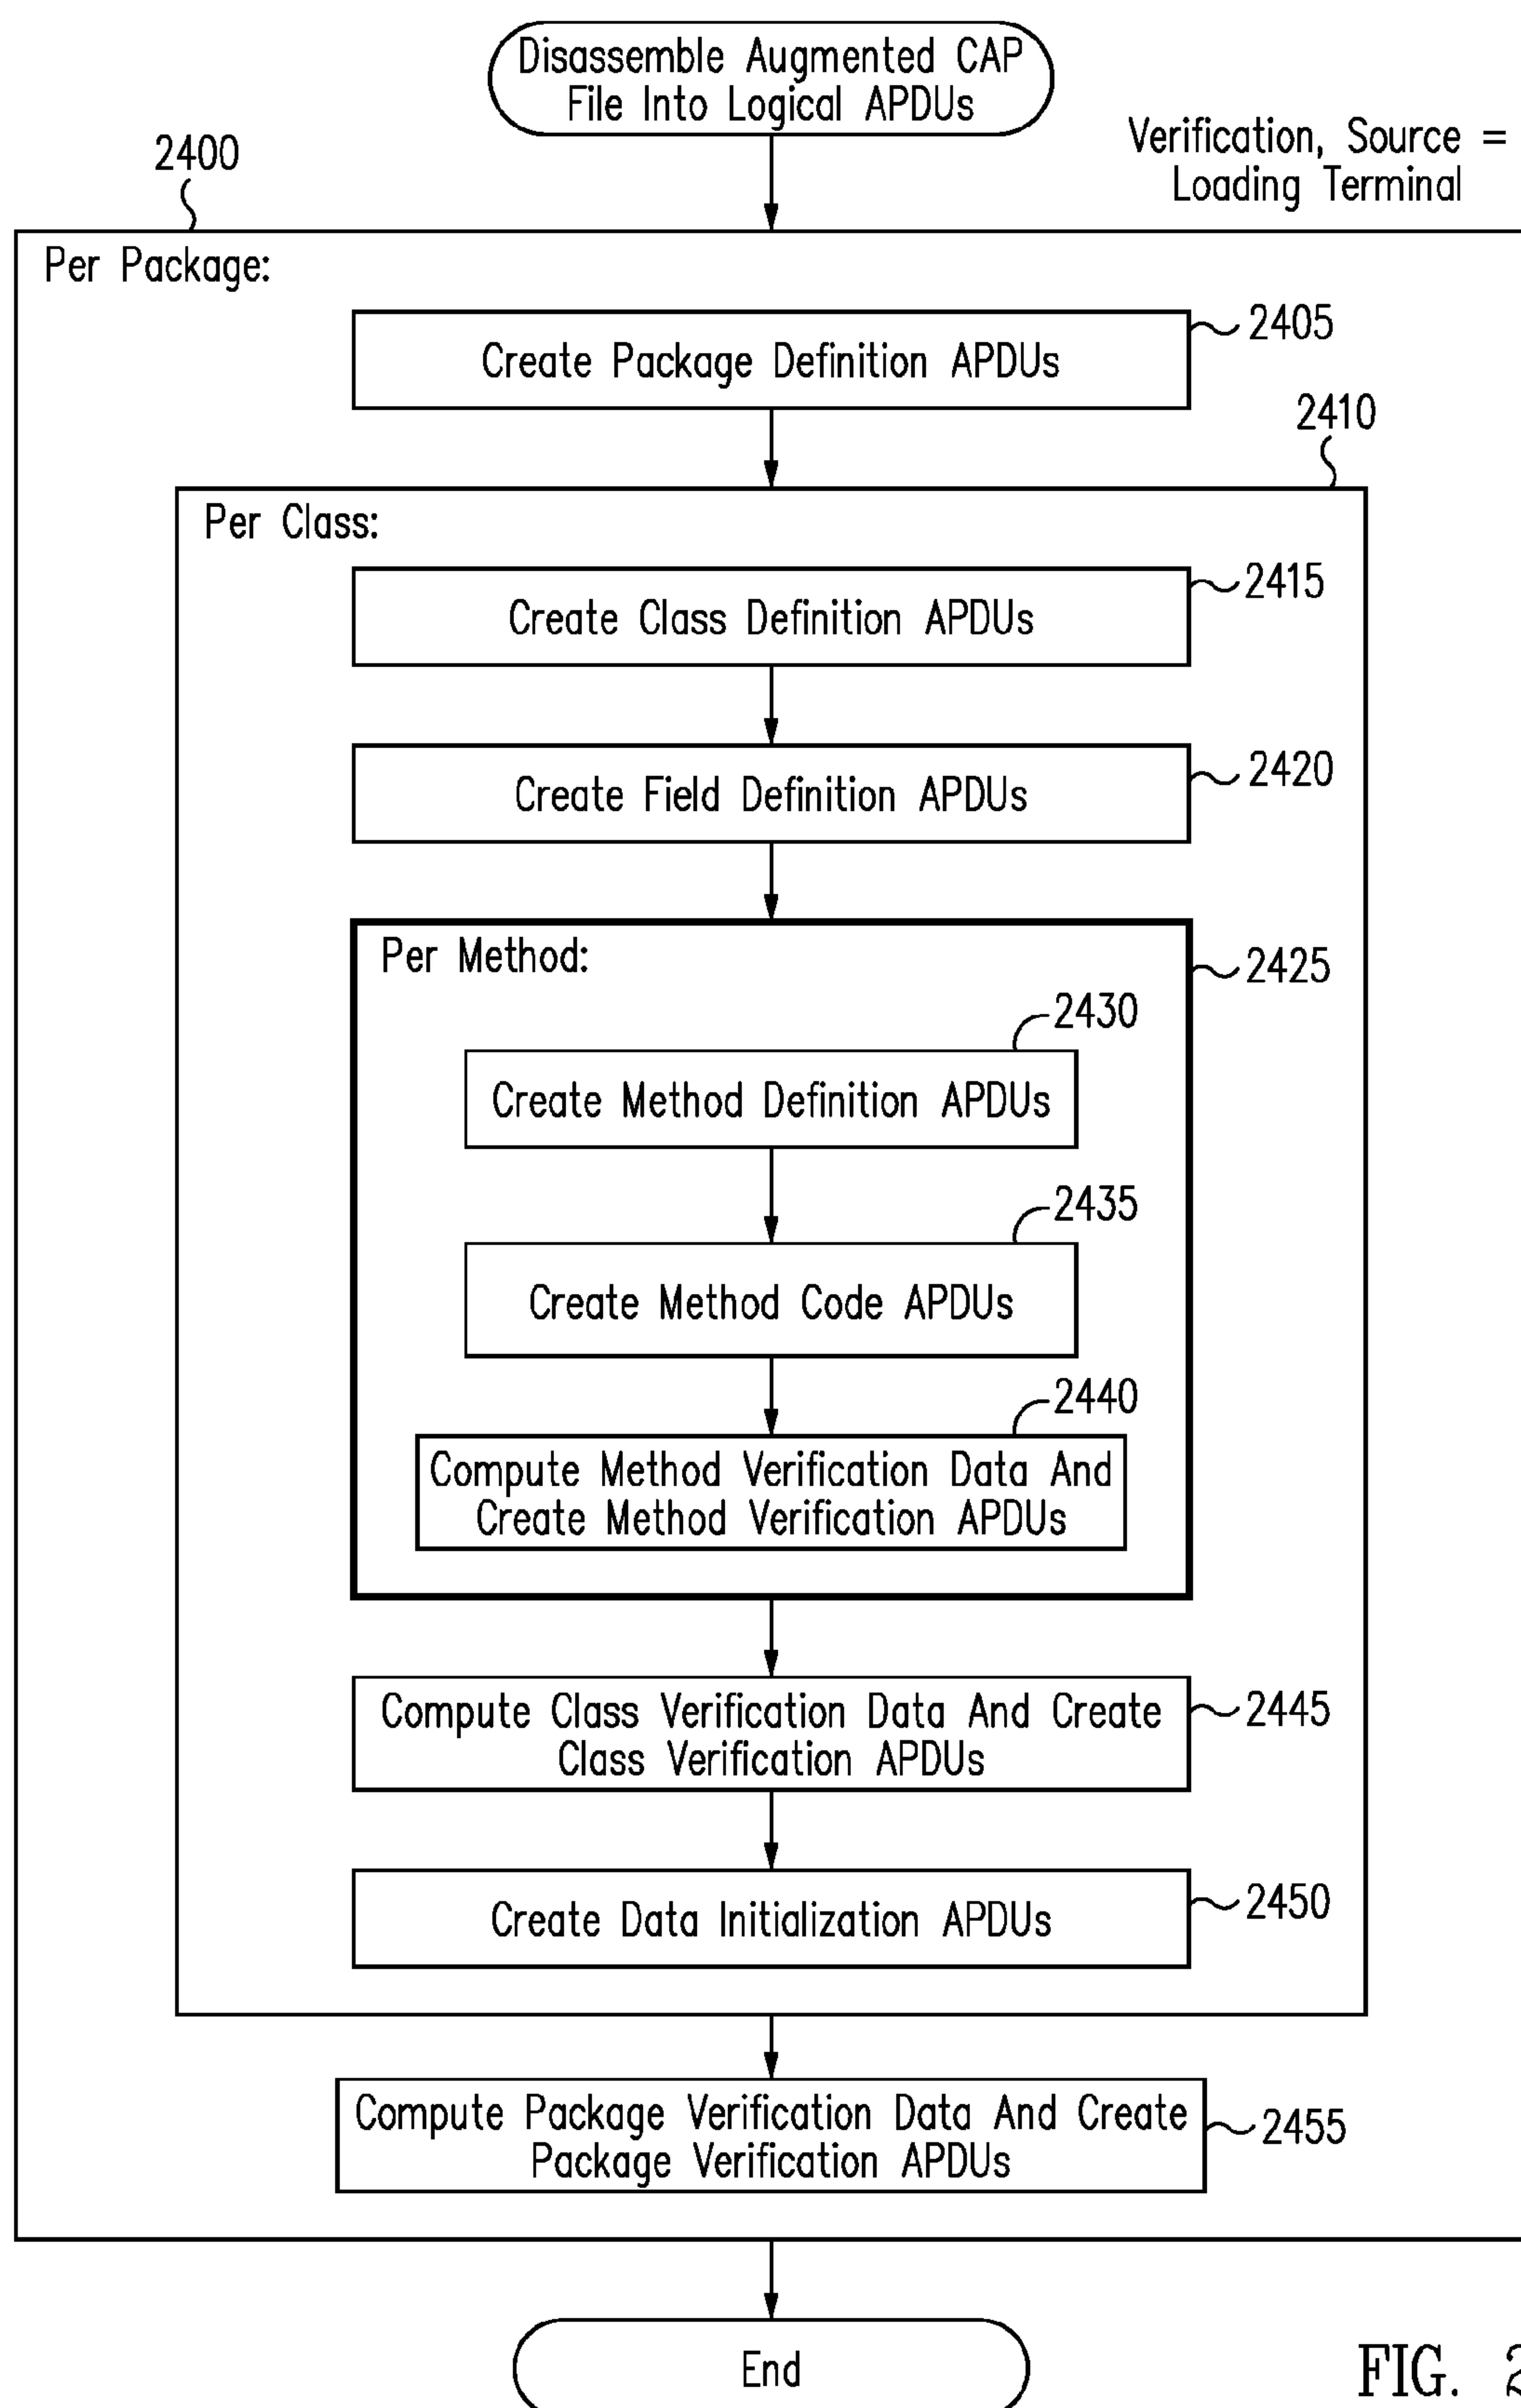 Disassemble Augmented CAP
File Into Logical APDUs
Verification, Source =
Loading Terminal
2400
Per Package:
2405
Create Package Definition APDUs
2410
Per Class:
2415
Create Class Definition APDUs
2420
Create Field Definition APDUs
Per Method:
2425
2430
Create Method Definition APDUs
2435
Create Method Code APDUs
2440
Compute Method Verification Data And
Create Method Verification APDUs
Compute Class Verification Data And Create
Class Verification APDUs
2445
Create Data Initialization APDUs
2450
Compute Package Verification Data And Create
Package Verification APDUs
2455
End
FIG. 2